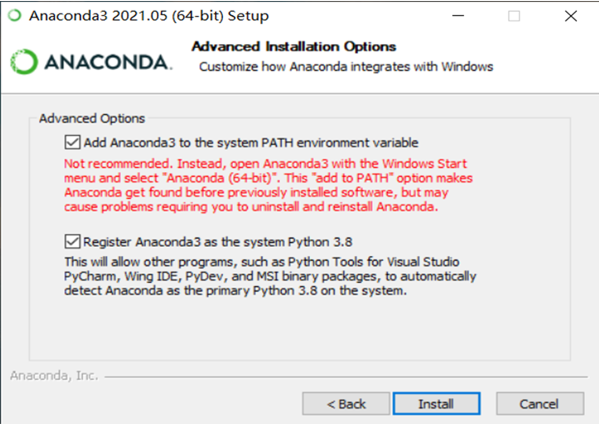 Anaconda3 2021.05 (64-bit) Setup
Advanced Installation Options
ANACONDA.
Customize how Anaconda integrates with Windows
Advanced Options
Add Anaconda3 to the system PATH environment variable
Not recommended. Instead, open Anaconda3 with the Windows Start
menu and select "Anaconda (64-bit)". This "add to PATH" option makes
Anaconda get found before previously installed software, but may
cause problems requiring you to uninstall and reinstall Anaconda.
Register Anaconda3 as the system Python 3.8
This will allow other programs, such as Python Tools for Visual Studio
PyCharm, Wing IDE, PyDev, and MSI binary packages, to automatically
detect Anaconda as the primary Python 3.8 on the system.
Anaconda, Inc.
< Back
Install
Cancel